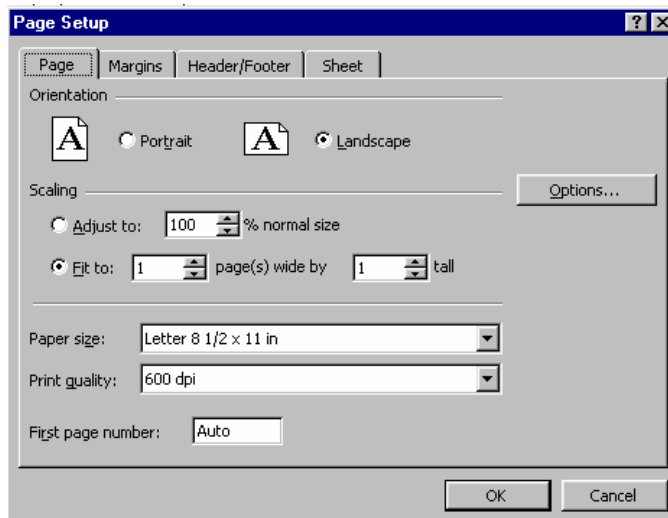 Page Setup
Page Margins Header/Footer Sheet
Orientation
A Portrait A Landscape
Scaling
Options...
Adjust to: 100 % normal size
Fit to: 1 page(s) wide by 1 tall
Paper size: Letter 8 1/2 x 11 in
Print quality: 600 dpi
First page number: Auto
OK Cancel